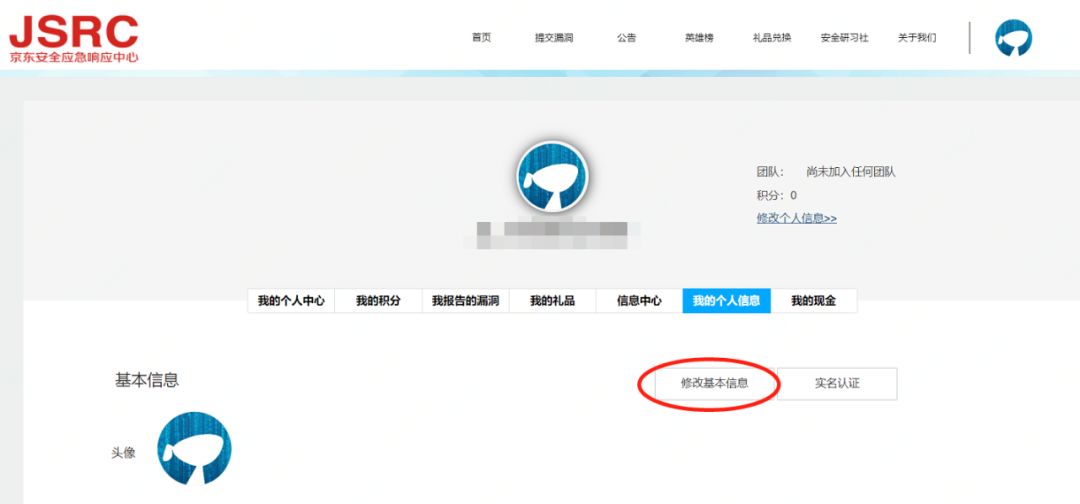 JSRC
京东安全应急响应中心
首页 提交漏洞 公告 英雄榜 礼品兑换 安全研习社 关于我们
团队： 尚未加入任何团队
积分：0
修改个人信息>>
我的个人中心 我的积分 我报告的漏洞 我的礼品 信息中心 我的个人信息 我的现金
基本信息
修改基本信息 实名认证
头像